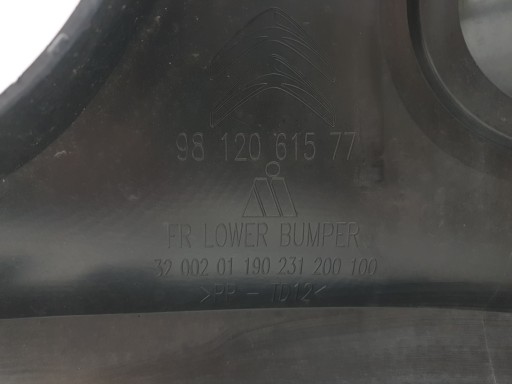 98 120 615 77
FR LOWER BUMPER
32 002 01 190 231 200 100
>PP - TD12<